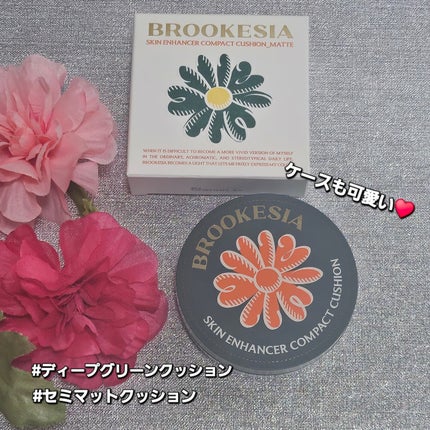 BROOKESIA
SKIN ENHANCER COMPACT CUSHION_MATTE
WHEN IT IS DIFFICULT TO BECOME A MORE VIVID VERSION OF MYSELF
IN THE ORDINARY, ACHROMATIC, AND STEREOTYPICAL DAILY LIFE,
BROOKESIA BECOMES A LIGHT THAT LETS ME FREELY EXPRESS MY
ケースも可愛い❤️
BROOKESIA
SKIN ENHANCER COMPACT CUSHION
#ディープグリーンクッション
#セミマットクッション